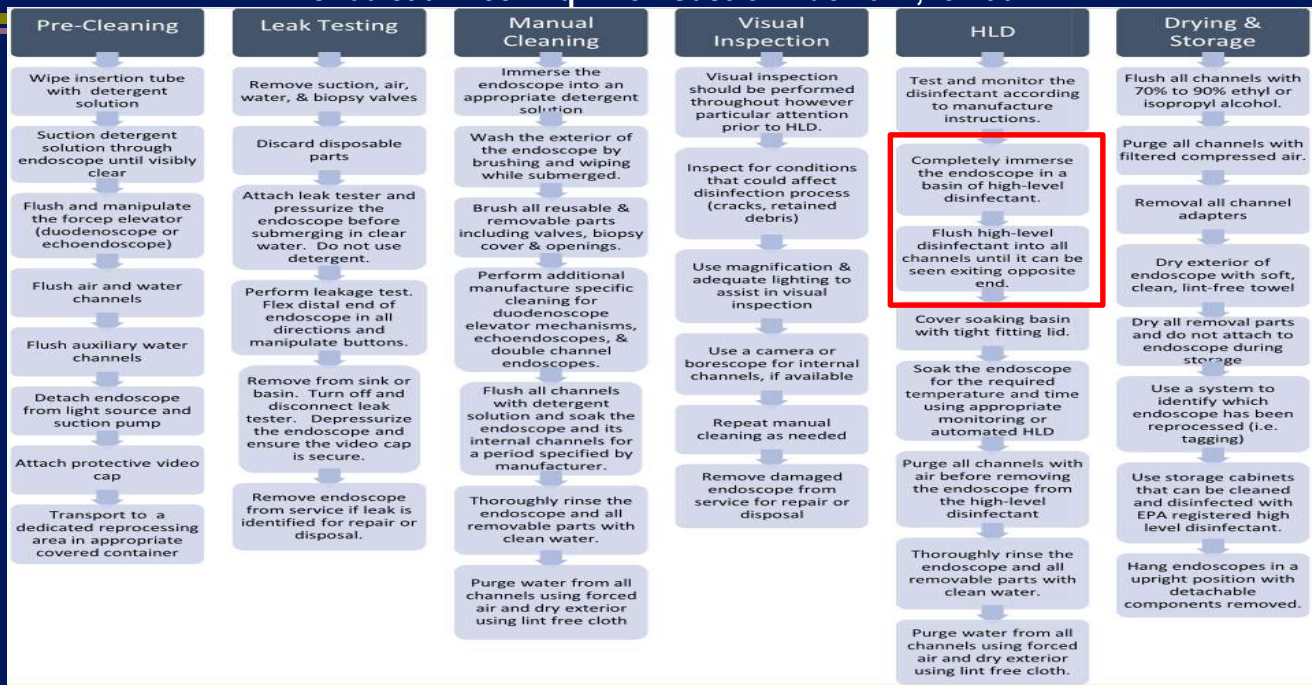 Pre-Cleaning
Wipe insertion tube
with detergent
solution
Suction detergent
solution through
endoscope until visibly
clear
Flush and manipulate
the forcep elevator
(duodenoscope or
echoendoscope)
Flush air and water
channels
Flush auxiliary water
channels
Detach endoscope
from light source and
suction pump
Attach protective video
cap
Transport to a
dedicated reprocessing
area in appropriate
covered container
Leak Testing
Remove suction, air,
water, & biopsy valves
Discard disposable
parts
Attach leak tester and
pressurize the
endoscope before
submerging in clear
water. Do not use
detergent.
Perform leakage test.
Flex distal end of
endoscope in all
directions and
manipulate buttons.
Remove from sink or
basin. Turn off and
disconnect leak
tester. Depressurize
the endoscope and
ensure the video cap
is secure.
Remove endoscope
from service if leak is
identified for repair or
disposal.
Manual
Cleaning
Immerse the
endoscope into an
appropriate detergent
solution
Wash the exterior of
the endoscope by
brushing and wiping
while submerged.
Brush all reusable &
removable parts
including valves, biopsy
cover & openings.
Perform additional
manufacture specific
cleaning for
duodenoscope
elevator mechanisms,
echoendoscopes, &
double channel
endoscopes.
Flush all channels
with detergent
solution and soak the
endoscope and its
internal channels for
a period specified by
manufacturer.
Thoroughly rinse the
endoscope and all
removable parts with
clean water.
Purge water from all
channels using forced
air and dry exterior
using lint free cloth
Visual
Inspection
Visual inspection
should be performed
throughout however
particular attention
prior to HLD.
Inspect for conditions
that could affect
disinfection process
(cracks, retained
debris)
Use magnification &
adequate lighting to
assist in visual
inspection
Use a camera or
borescope for internal
channels, if available
Repeat manual
cleaning as needed
Remove damaged
endoscope from
service for repair or
disposal
HLD
Test and monitor the
disinfectant according
to manufacture
instructions.
Completely immerse
the endoscope in a
basin of high-level
disinfectant.
Flush high-level
disinfectant into all
channels until it can be
seen exiting opposite
end.
Cover soaking basin
with tight fitting lid.
Soak the endoscope
for the required
temperature and time
using appropriate
monitoring or
automated HLD
Purge all channels with
air before removing
the endoscope from
the high-level
disinfectant
Thoroughly rinse the
endoscope and all
removable parts with
clean water.
Purge water from all
channels using forced
air and dry exterior
using lint free cloth.
Drying &
Storage
Flush all channels with
70% to 90% ethyl or
isopropyl alcohol.
Purge all channels with
filtered compressed air.
Removal all channel
adapters
Dry exterior of
endoscope with soft,
clean, lint-free towel
Dry all removal parts
and do not attach to
endoscope during
storage
Use a system to
identify which
endoscope has been
reprocessed (i.e.
tagging)
Use storage cabinets
that can be cleaned
and disinfected with
EPA registered high
level disinfectant.
Hang endoscopes in a
upright position with
detachable
components removed.